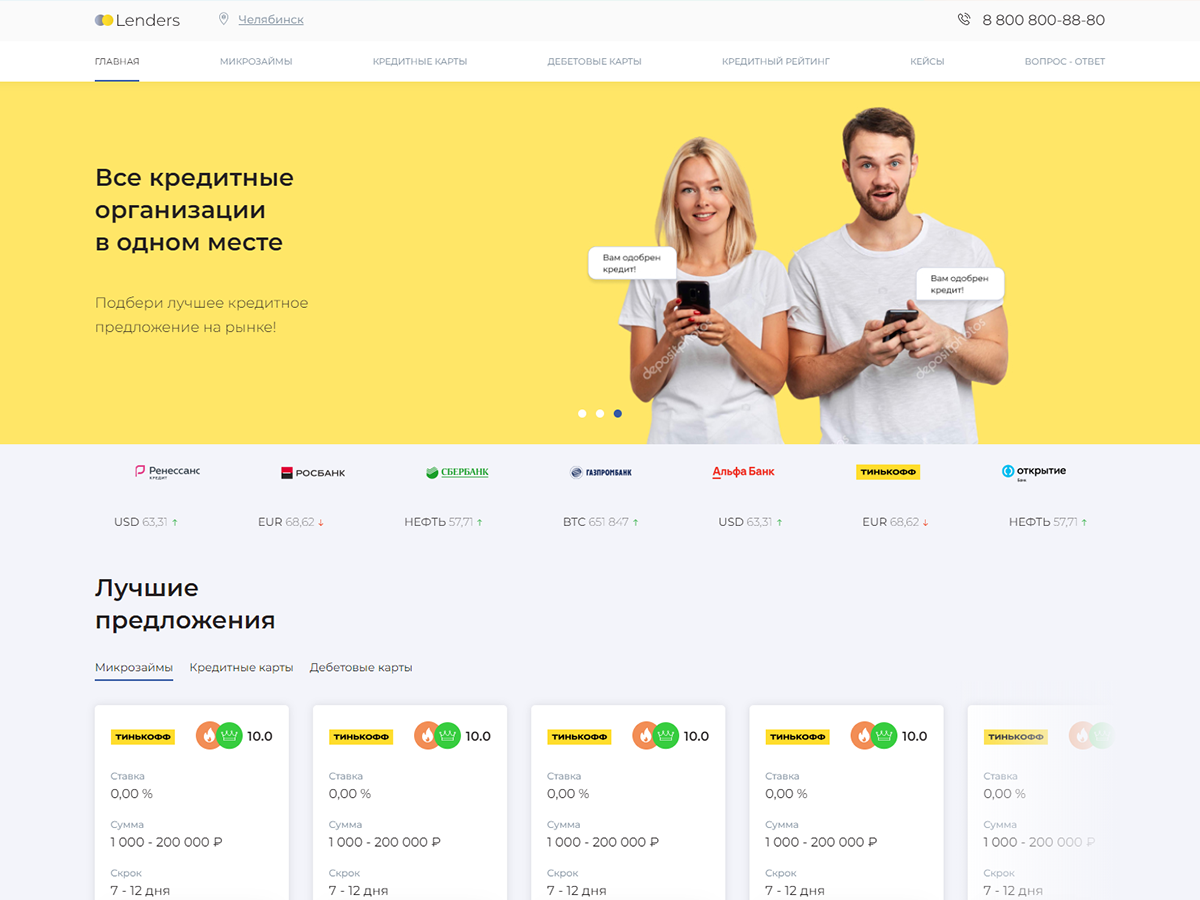 Lenders
Челябинск
8 800 800-88-80
ГЛАВНАЯ
МИКРОЗАЙМЫ
КРЕДИТНЫЕ КАРТЫ
ДЕБЕТОВЫЕ КАРТЫ
КРЕДИТНЫЙ РЕЙТИНГ
КЕЙСЫ
ВОПРОС - ОТВЕТ
Все кредитные
организации
в одном месте
Подбери лучшее кредитное
предложение на рынке!
Вам одобрен
кредит!
Вам одобрен
кредит!
depositphotos
depositphotos
Ренессанс
КРЕДИТ
РОСБАНК
СБЕРБАНК
ГАЗПРОМБАНК
Альфа Банк
ТИНЬКОФФ
открытие
Банк
USD 63,31 ↑
EUR 68,62 ↓
НЕФТЬ 57,71 ↑
BTC 651 847 ↑
USD 63,31 ↑
EUR 68,62 ↓
НЕФТЬ 57,71 ↑
Лучшие
предложения
Микрозаймы
Кредитные карты
Дебетовые карты
ТИНЬКОФФ 10.0
Ставка
0,00 %
Сумма
1 000 - 200 000 ₽
Скрок
7 - 12 дня
ТИНЬКОФФ 10.0
Ставка
0,00 %
Сумма
1 000 - 200 000 ₽
Скрок
7 - 12 дня
ТИНЬКОФФ 10.0
Ставка
0,00 %
Сумма
1 000 - 200 000 ₽
Скрок
7 - 12 дня
ТИНЬКОФФ 10.0
Ставка
0,00 %
Сумма
1 000 - 200 000 ₽
Скрок
7 - 12 дня
ТИНЬКОФФ
Ставка
0,00 %
Сумма
1 000 - 200 000 ₽
Скрок
7 - 12 дня